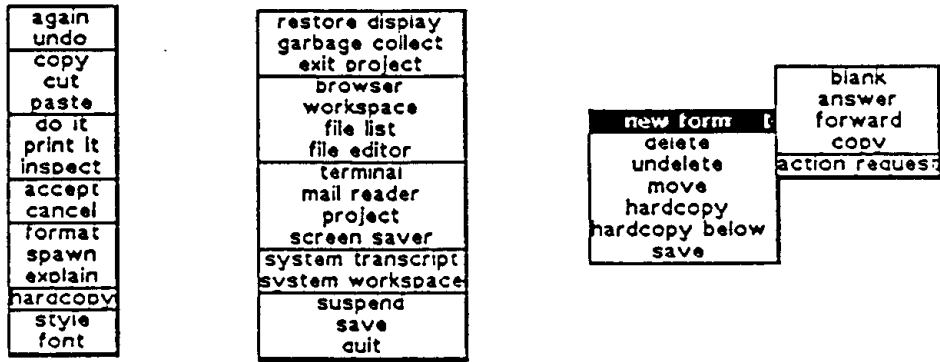 again
undo
copy
cut
paste
do it
print it
inspect
accept
cancel
format
spawn
explain
hardcopy
style
font
restore display
garbage collect
exit project
browser
workspace
file list
file editor
terminal
mail reader
project
screen saver
system transcript
system workspace
suspend
save
quit
new form
delete
undelete
move
hardcopy
hardcopy below
save
blank
answer
forward
copy
action request